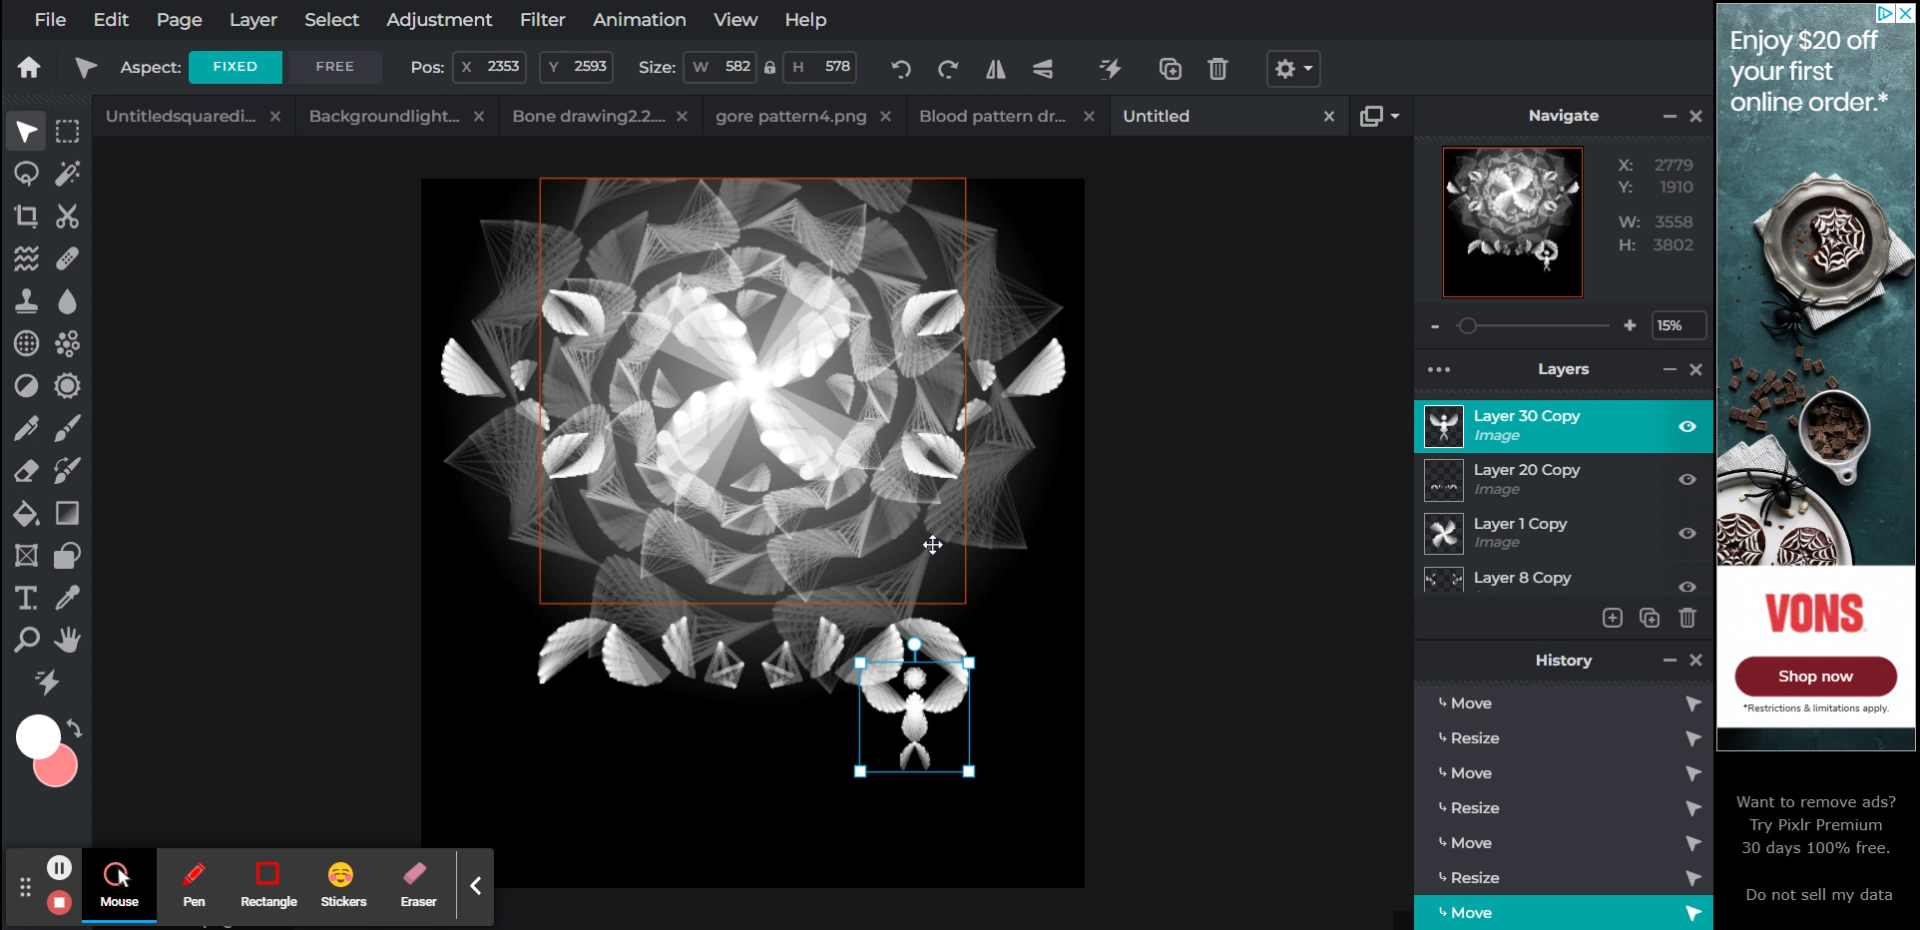 File Edit Page Layer Select Adjustment Filter Animation View Help
Aspect: FIXED FREE Pos: X 2353 Y 2593 Size: W 582 H 578
Untitledsquaredi... Backgroundlight... Bone drawing2.2.... gore pattern4.png Blood pattern dr... Untitled
Navigate
X: 2779
Y: 1910
W: 3558
H: 3802
- + 15%
Layers
Layer 30 Copy
Image
Layer 20 Copy
Image
Layer 1 Copy
Image
Layer 8 Copy
History
Move
Resize
Move
Resize
Move
Resize
Move
Mouse Pen Rectangle Stickers Eraser
Enjoy $20 off
your first
online order.*
VONS
Shop now
*Restrictions & limitations apply.
Want to remove ads?
Try Pixlr Premium
30 days 100% free.
Do not sell my data